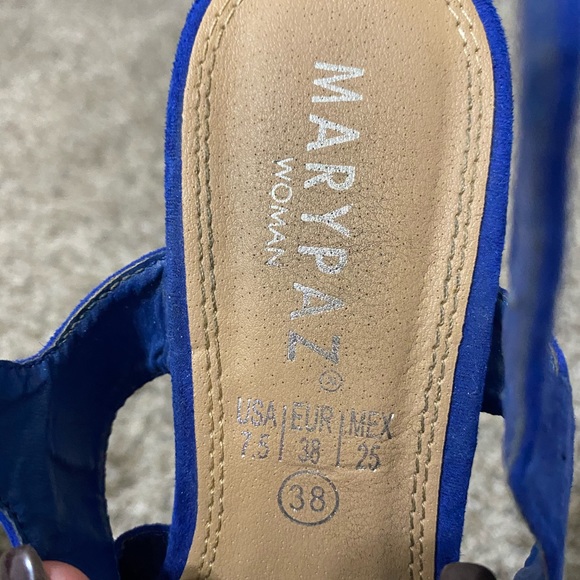 MARYPAZ®
WOMAN
USA | EUR | MEX
7.5 | 38 | 25
38